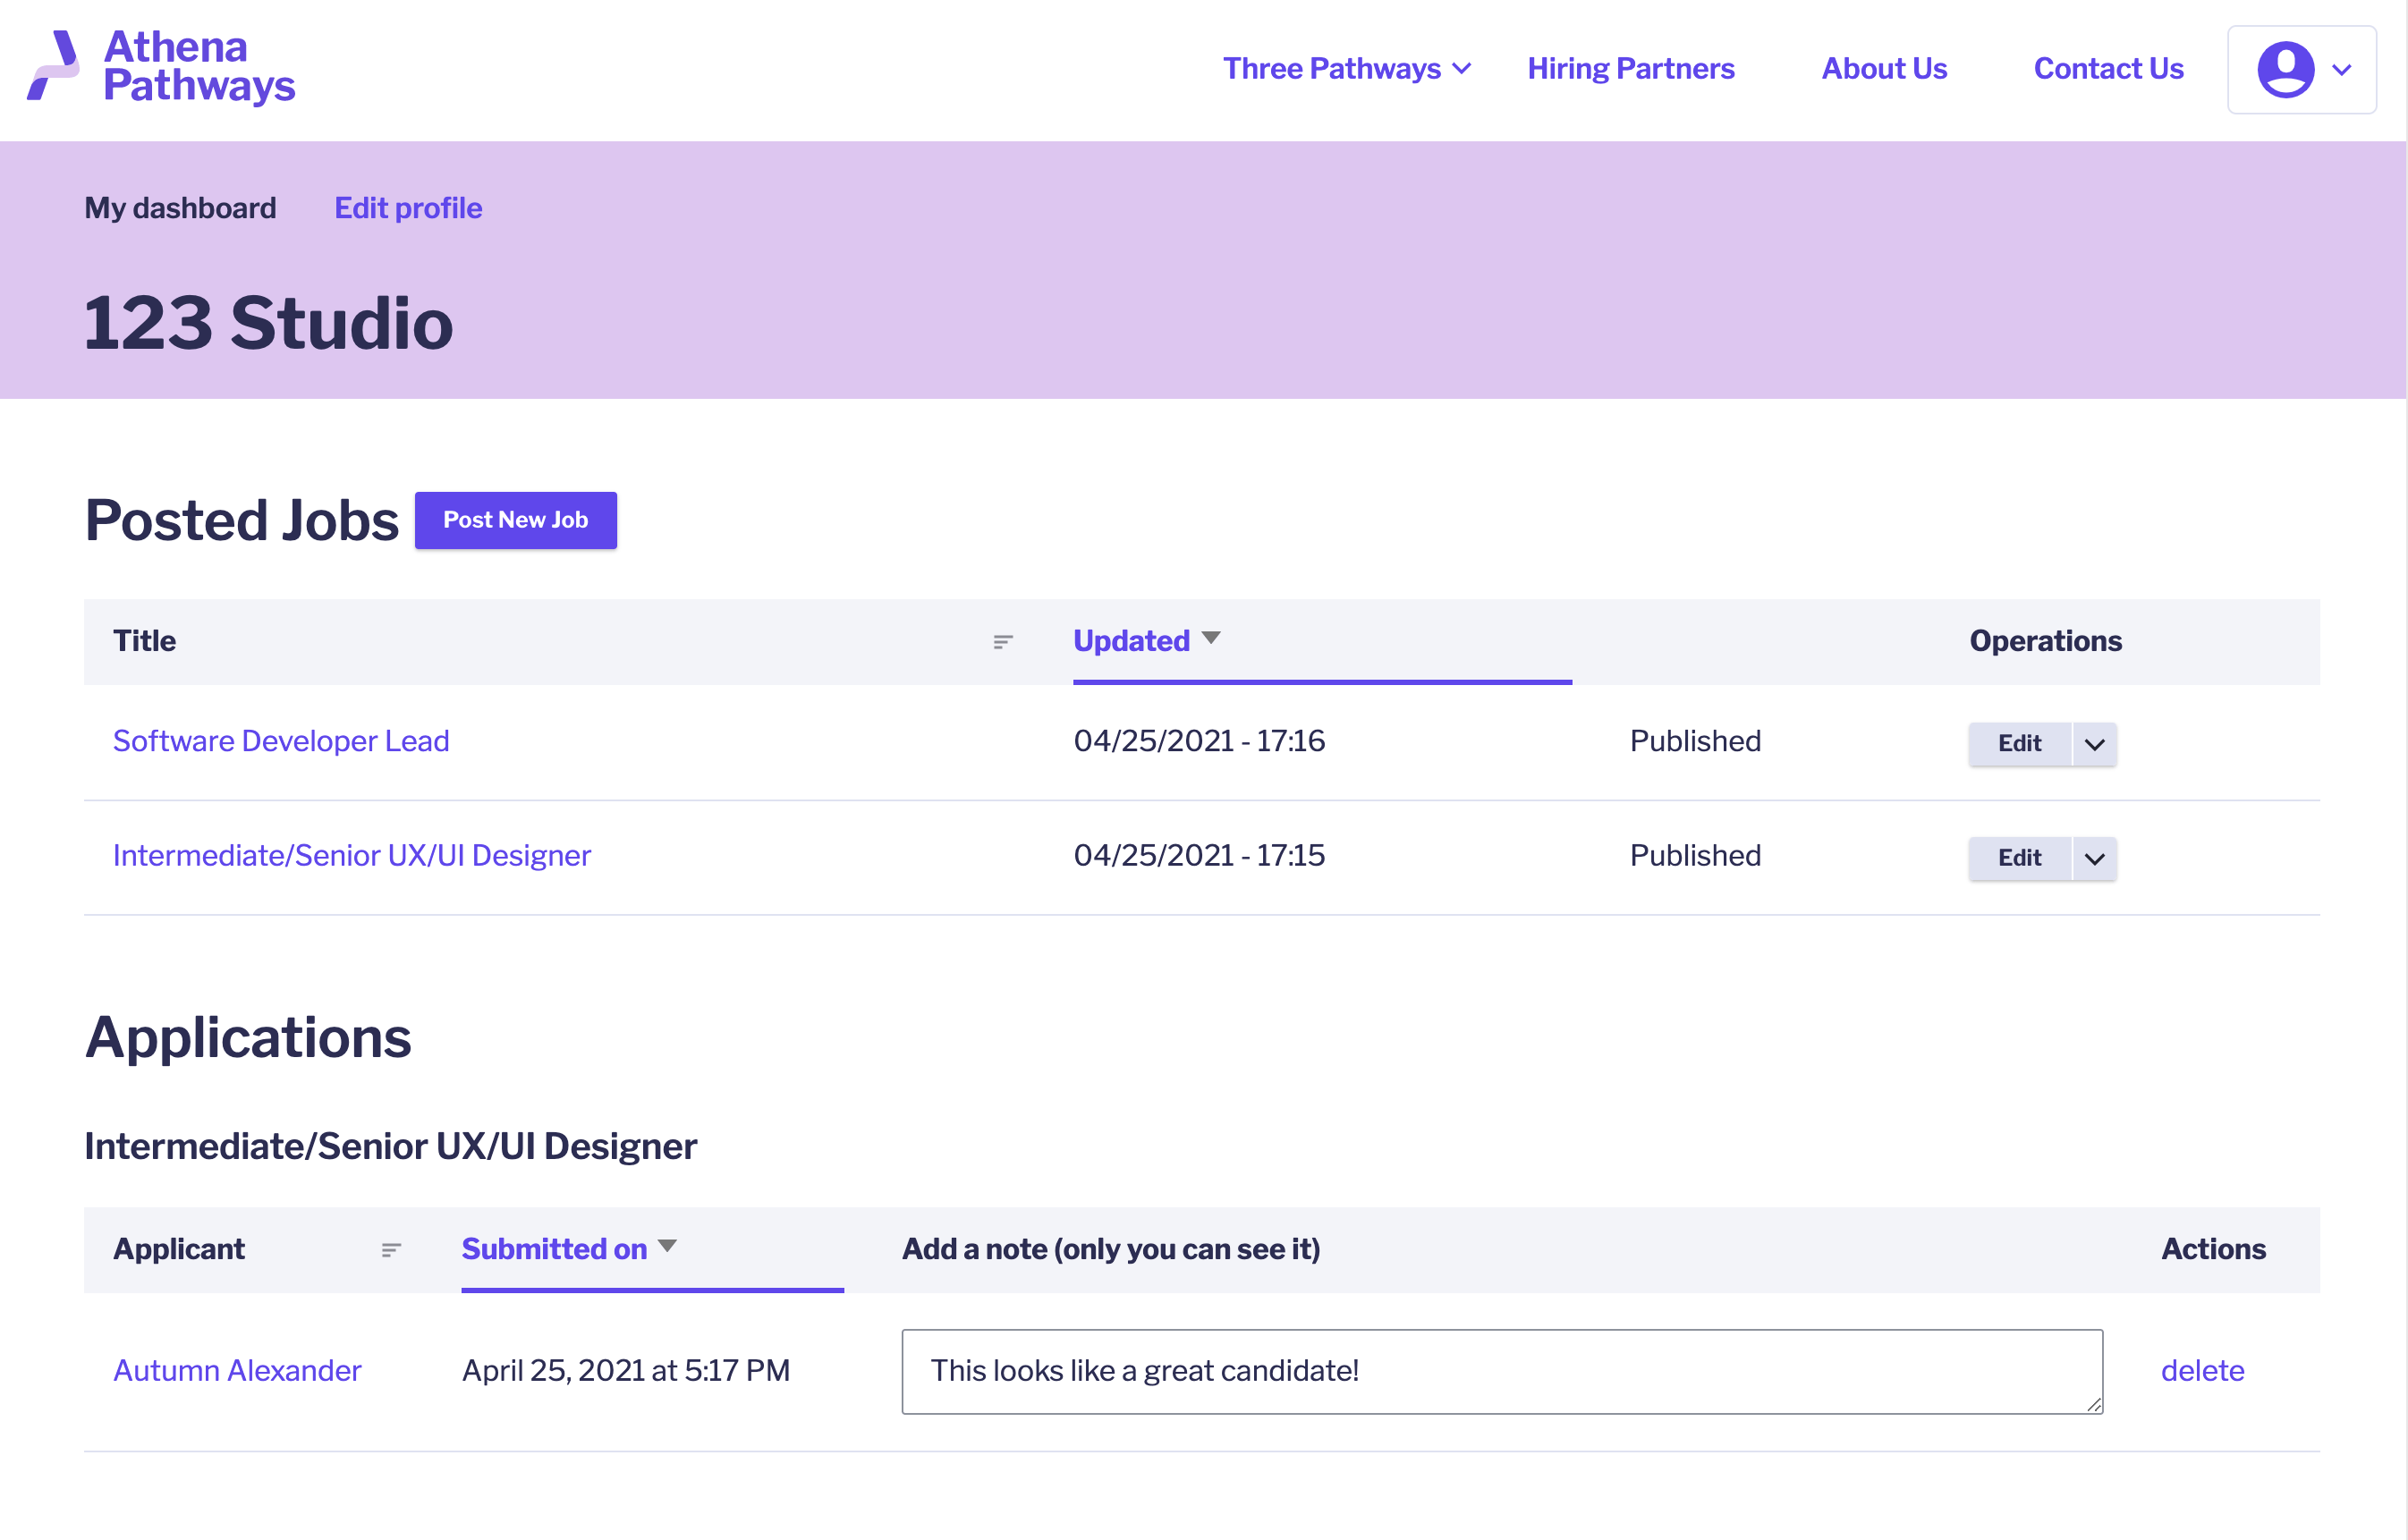 Athena
Pathways
Three Pathways
Hiring Partners
About Us
Contact Us
My dashboard
Edit profile
123 Studio
Posted Jobs
Post New Job
Title
Updated
Operations
Software Developer Lead
04/25/2021 - 17:16
Published
Edit
Intermediate/Senior UX/UI Designer
04/25/2021 - 17:15
Published
Edit
Applications
Intermediate/Senior UX/UI Designer
Applicant
Submitted on
Add a note (only you can see it)
Actions
Autumn Alexander
April 25, 2021 at 5:17 PM
This looks like a great candidate!
delete